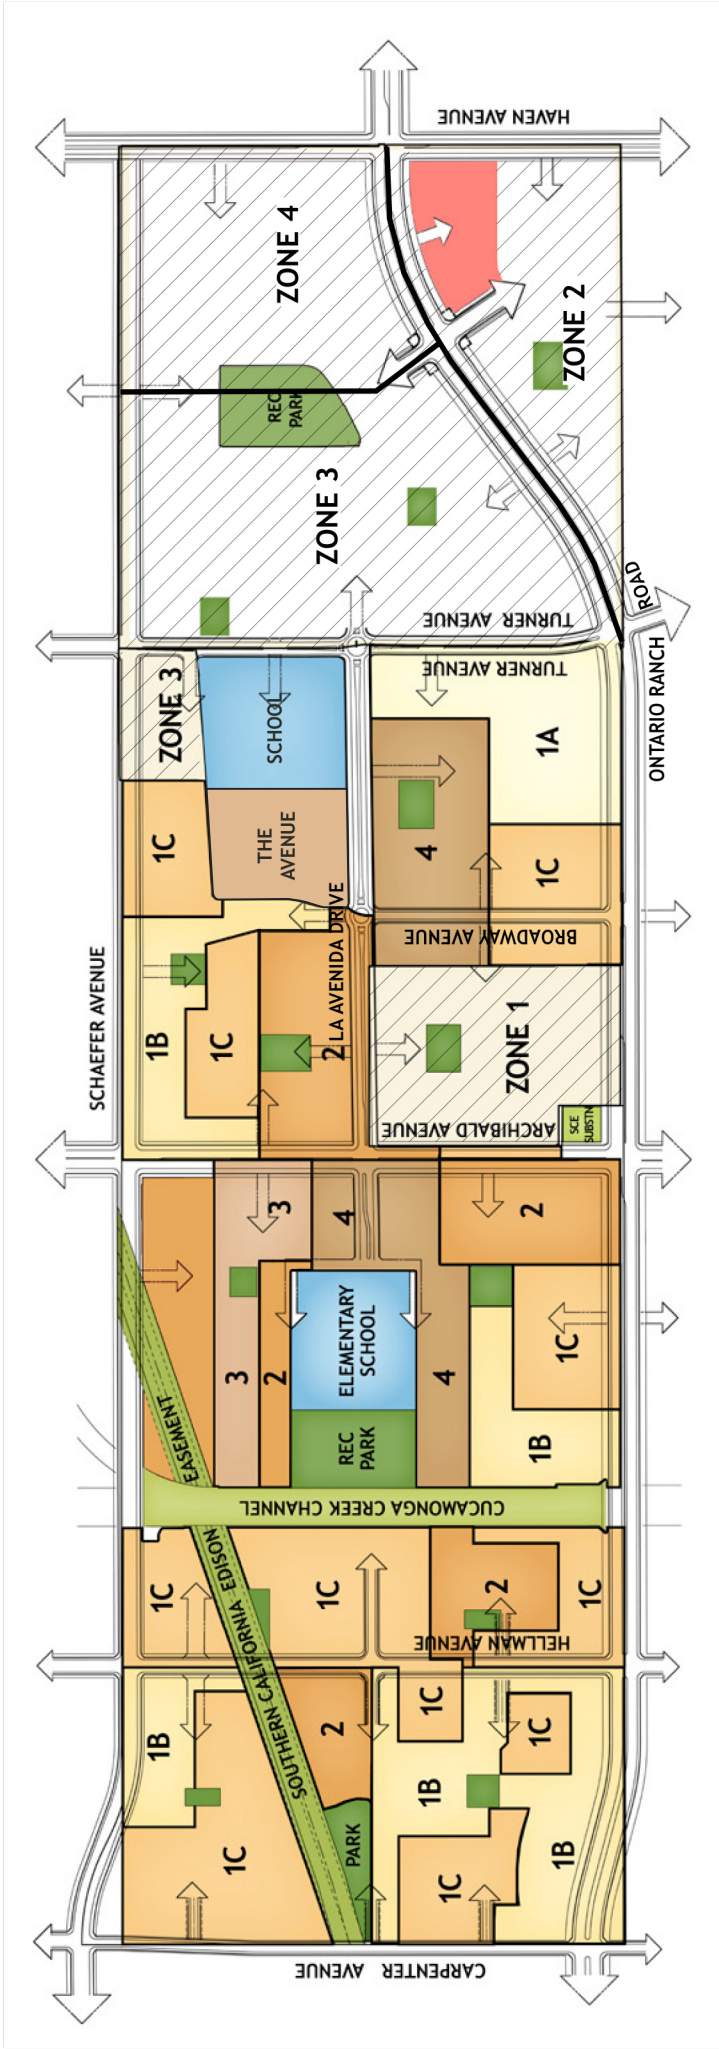 HAVEN AVENUE
ZONE 4
ZONE 2
REC
PARK
ZONE 3
TURNER AVENUE
ROAD
ONTARIO RANCH
TURNER AVENUE
ZONE 3
SCHOOL
1A
1C
THE
AVENUE
4
1C
LA AVENIDA DRIVE
BROADWAY AVENUE
SCHAEFER AVENUE
1B
1C
2
ZONE 1
ARCHIBALD AVENUE
SCE
SUBSTN
3
4
2
ELEMENTARY
SCHOOL
1C
3
2
4
EASEMENT
REC
PARK
1B
CUCAMONGA CREEK CHANNEL
1C
SOUTHERN CALIFORNIA EDISON
1C
2
1C
HELLMAN AVENUE
1B
2
1C
1C
1B
1C
PARK
1C
1B
CARPENTER AVENUE